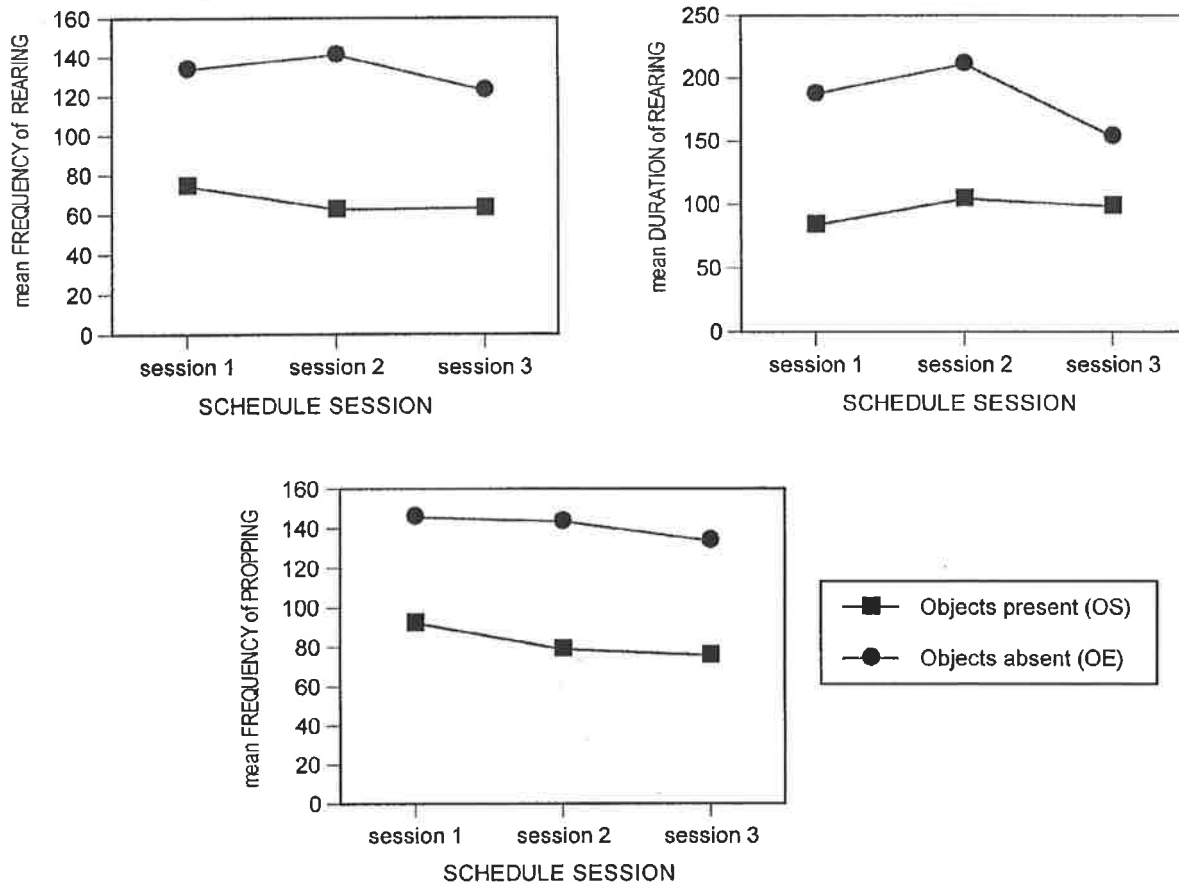 mean FREQUENCY of REARING
160
140
120
100
80
60
40
20
0
session 1 session 2 session 3
SCHEDULE SESSION
mean DURATION of REARING
250
200
150
100
50
0
session 1 session 2 session 3
SCHEDULE SESSION
mean FREQUENCY of PROPPING
160
140
120
100
80
60
40
20
0
session 1 session 2 session 3
SCHEDULE SESSION
Objects present (OS)
Objects absent (OE)